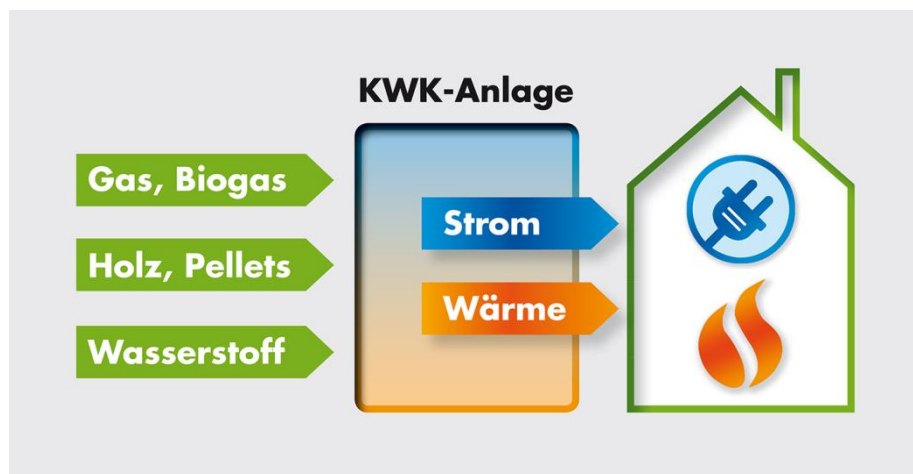 KWK-Anlage
Gas, Biogas
Holz, Pellets
Wasserstoff
Strom
Wärme